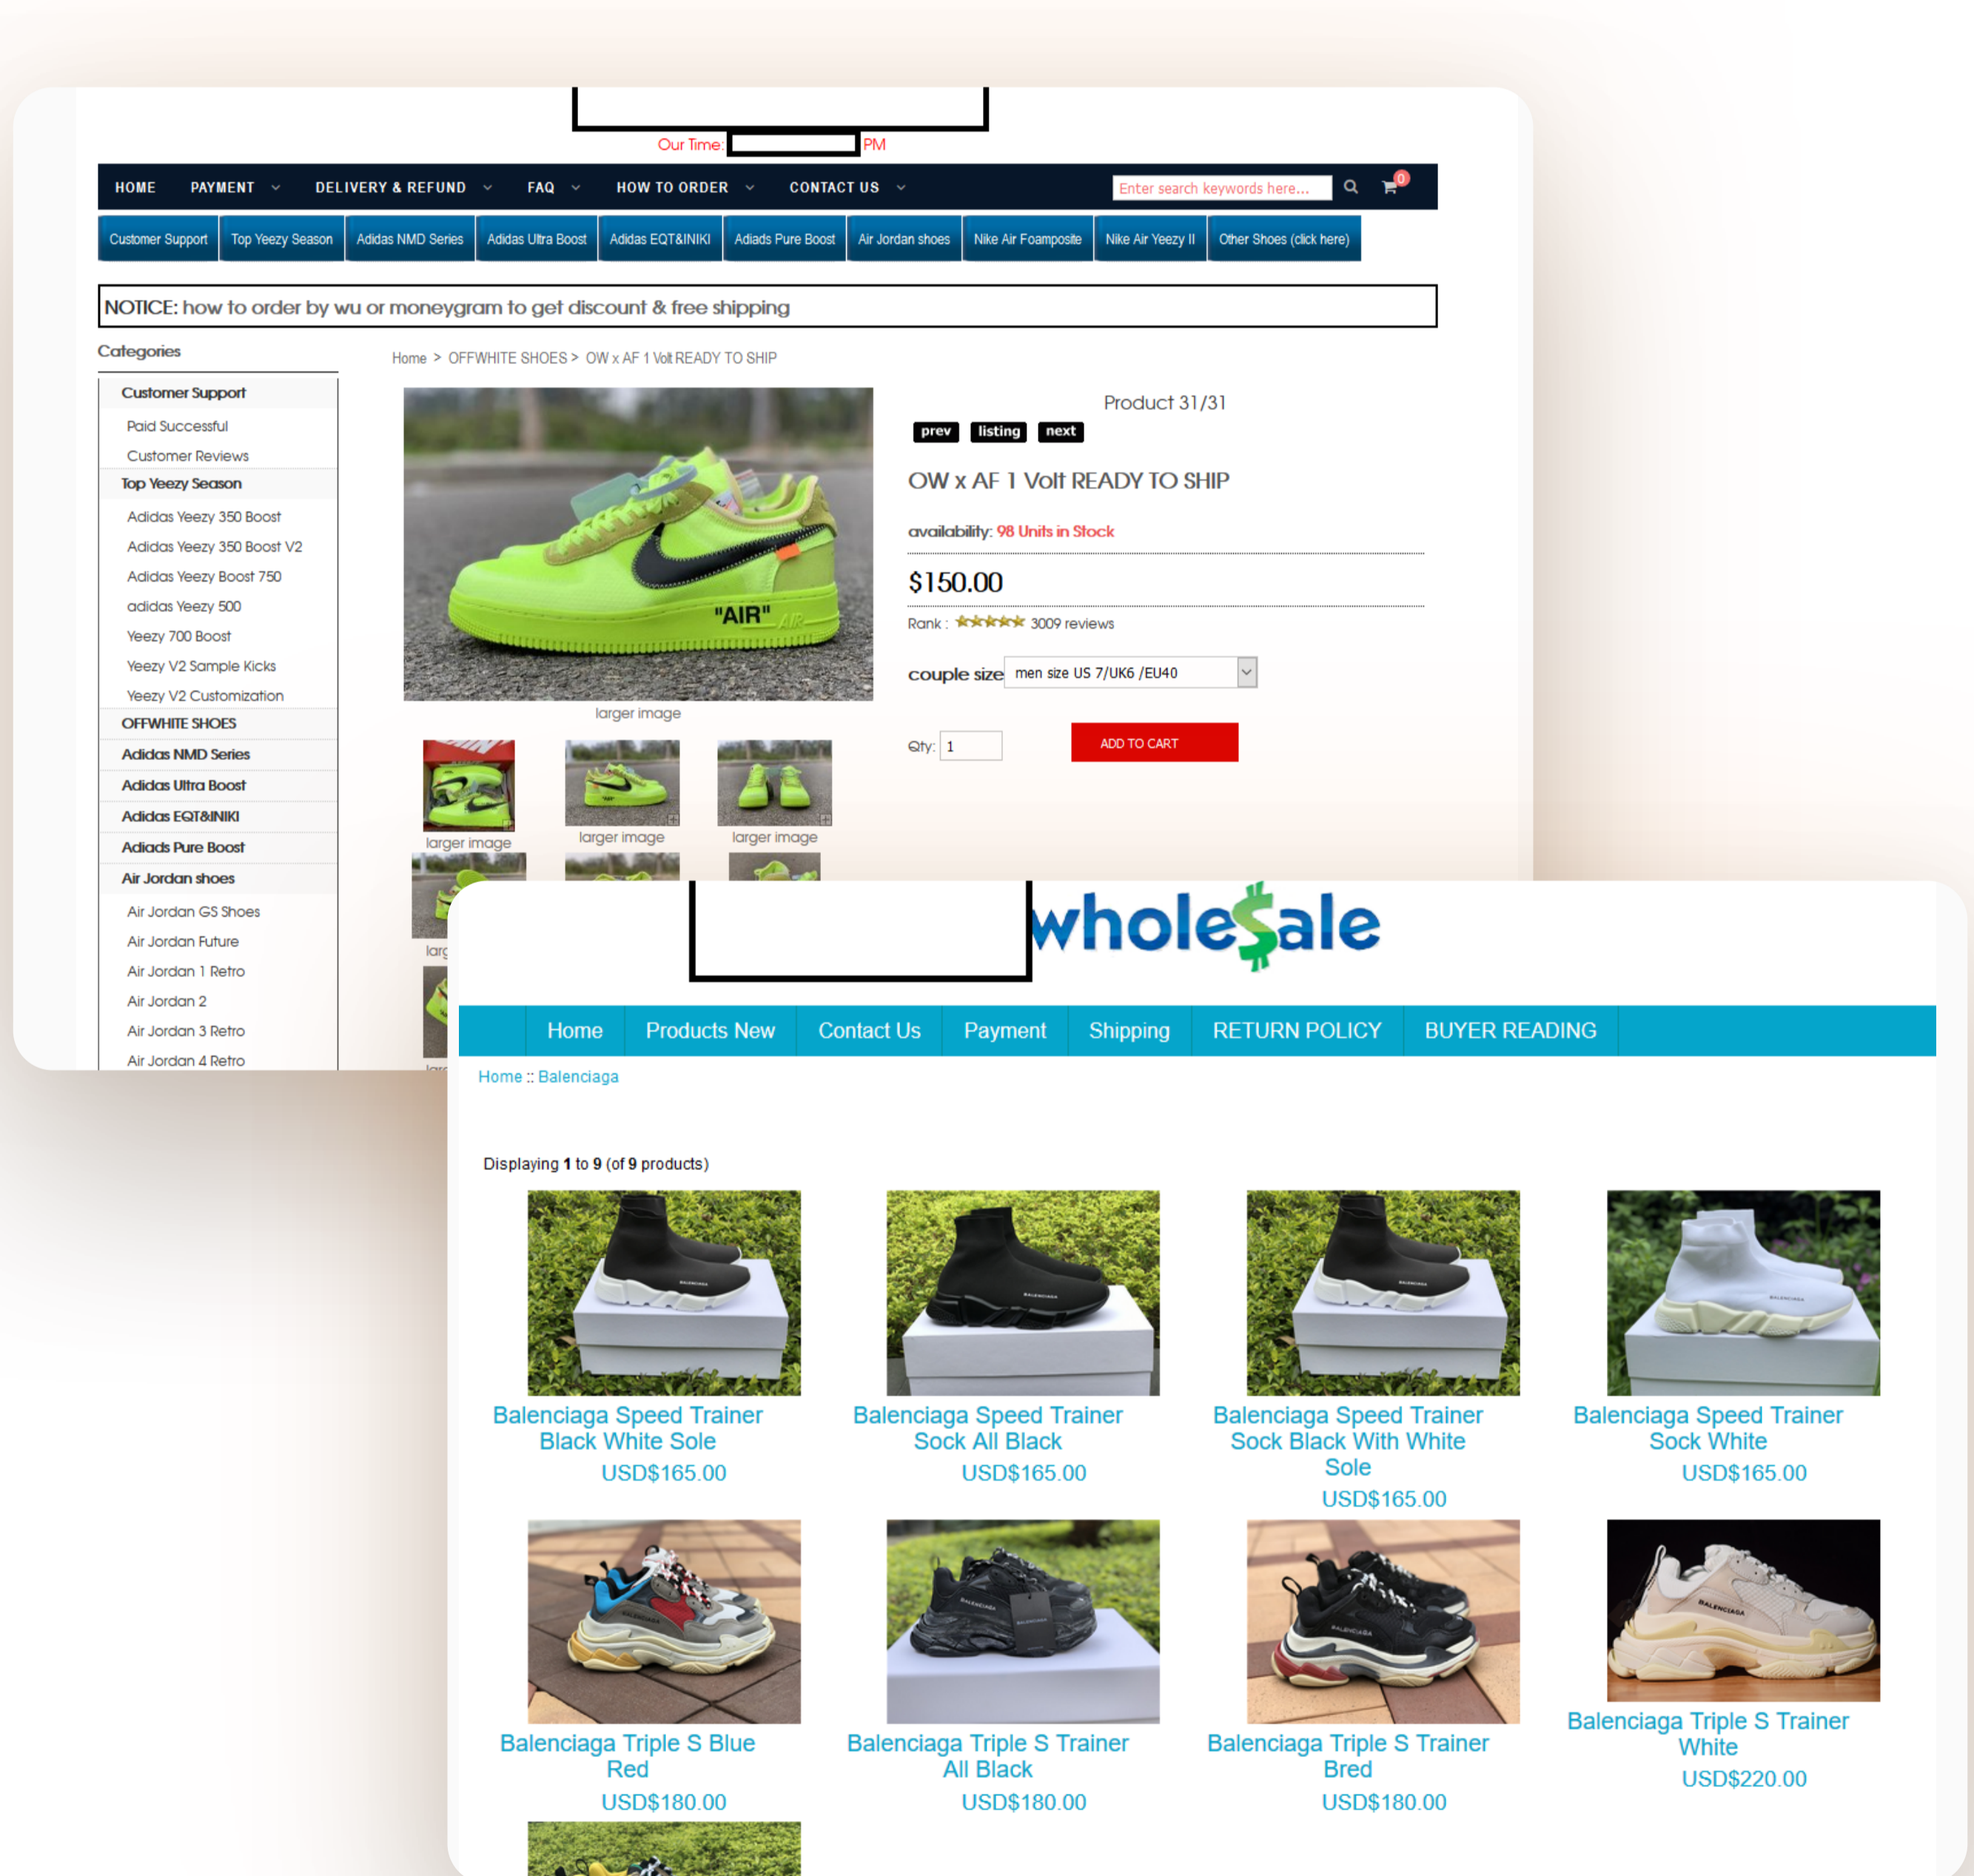 Our Time: PM
HOME PAYMENT DELIVERY & REFUND FAQ HOW TO ORDER CONTACT US Enter search keywords here... 0
Customer Support Top Yeezy Season Adidas NMD Series Adidas Ultra Boost Adidas EQT&INIKI Adiads Pure Boost Air Jordan shoes Nike Air Foamposite Nike Air Yeezy II Other Shoes (click here)
NOTICE: how to order by wu or moneygram to get discount & free shipping
Categories
Customer Support
Paid Successful
Customer Reviews
Top Yeezy Season
Adidas Yeezy 350 Boost
Adidas Yeezy 350 Boost V2
Adidas Yeezy Boost 750
adidas Yeezy 500
Yeezy 700 Boost
Yeezy V2 Sample Kicks
Yeezy V2 Customization
OFFWHITE SHOES
Adidas NMD Series
Adidas Ultra Boost
Adidas EQT&INIKI
Adiads Pure Boost
Air Jordan shoes
Air Jordan GS Shoes
Air Jordan Future
Air Jordan 1 Retro
Air Jordan 2
Air Jordan 3 Retro
Air Jordan 4 Retro
Home > OFFWHITE SHOES > OW x AF 1 Volt READY TO SHIP
"AIR" AIR
larger image
larger image larger image larger image
Product 31/31
prev listing next
OW x AF 1 Volt READY TO SHIP
availability: 98 Units in Stock
$150.00
Rank : 3009 reviews
couple size men size US 7/UK6 /EU40
Qty: 1 ADD TO CART
whole$ale
Home Products New Contact Us Payment Shipping RETURN POLICY BUYER READING
Home :: Balenciaga
Displaying 1 to 9 (of 9 products)
BALENCIAGA BALENCIAGA BALENCIAGA BALENCIAGA
Balenciaga Speed Trainer
Black White Sole
USD$165.00
Balenciaga Speed Trainer
Sock All Black
USD$165.00
Balenciaga Speed Trainer
Sock Black With White
Sole
USD$165.00
Balenciaga Speed Trainer
Sock White
USD$165.00
BALENCIAGA BALENCIAGA BALENCIAGA BALENCIAGA BALENCIAGA
Balenciaga Triple S Blue
Red
USD$180.00
Balenciaga Triple S Trainer
All Black
USD$180.00
Balenciaga Triple S Trainer
Bred
USD$180.00
Balenciaga Triple S Trainer
White
USD$220.00